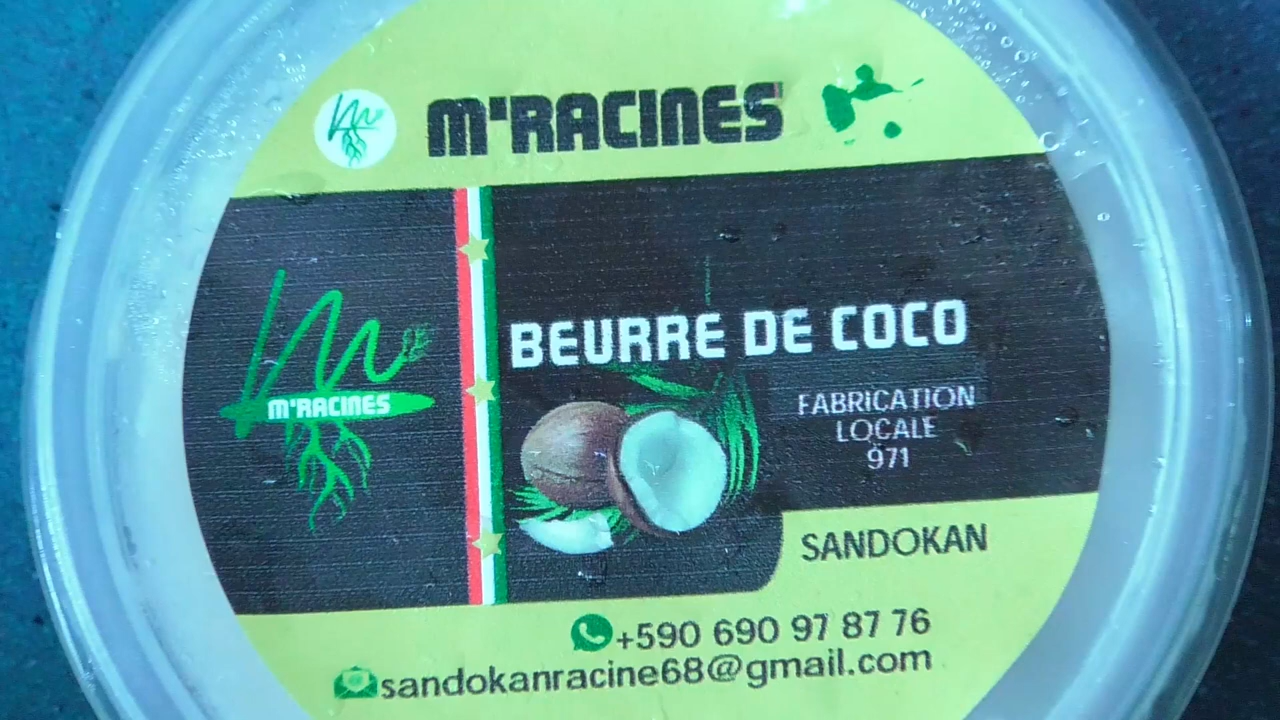 M'RACINES
M'RACINES
BEURRE DE COCO
FABRICATION
LOCALE
971
SANDOKAN
+590 690 97 87 76
sandokanracine68@gmail.com